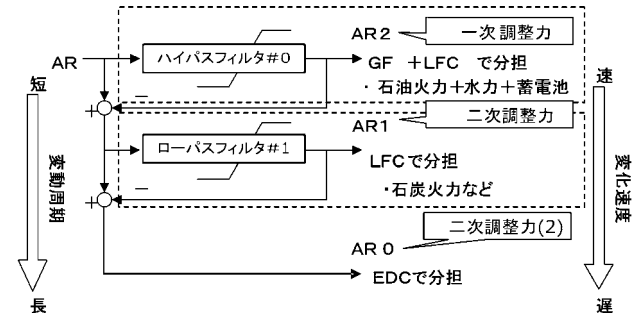 AR2
一次調整力
AR
ハイパスフィルタ#0
GF +LFC で分担
・石油火力+水力+蓄電池
短
速
−
+
AR1
二次調整力
ローパスフィルタ#1
LFCで分担
・石炭火力など
変動周期
変化速度
−
+
二次調整力(2)
AR 0
EDCで分担
長
遅